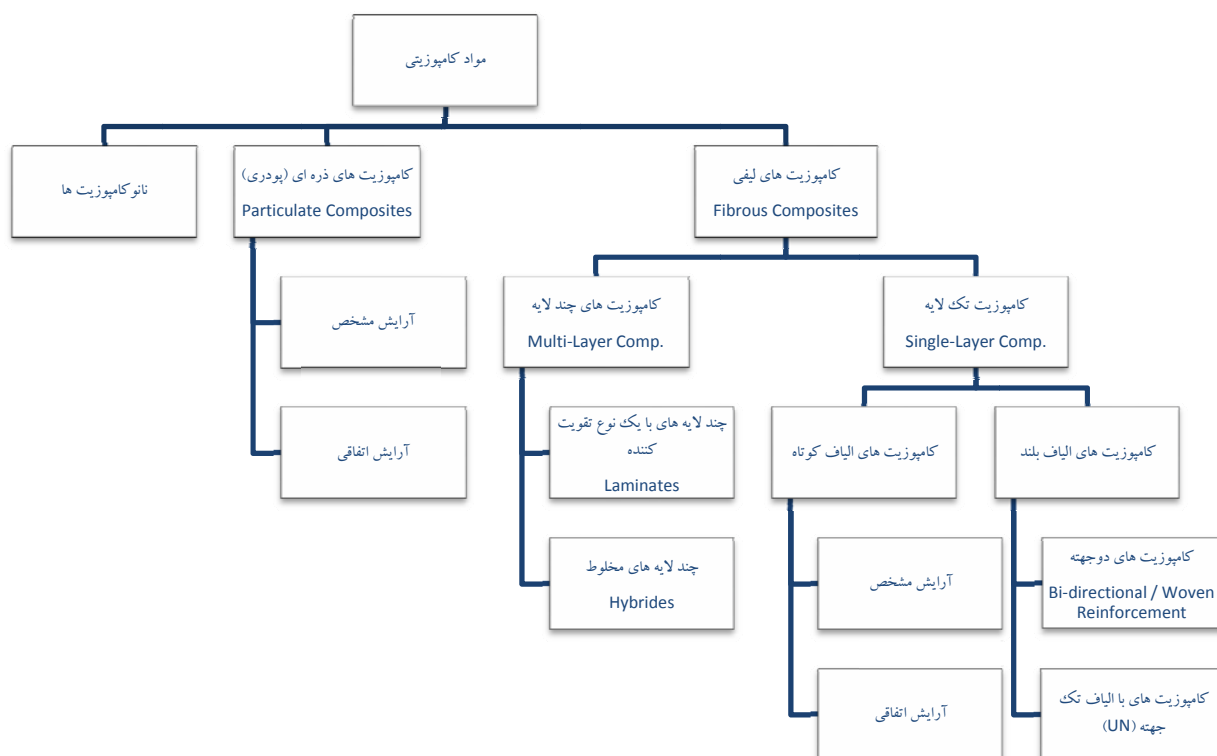 مواد کامپوزیتی
کامپوزیت های لیفی
Fibrous Composites
کامپوزیت های ذره ای (پودری)
Particulate Composites
نانوکامپوزیت ها
کامپوزیت تک لایه
Single-Layer Comp.
کامپوزیت های چند لایه
Multi-Layer Comp.
آرایش مشخص
آرایش اتفاقی
کامپوزیت های الیاف بلند
کامپوزیت های الیاف کوتاه
چند لایه های با یک نوع تقویت
کننده
Laminates
چند لایه های مخلوط
Hybrides
کامپوزیت های دوجهته
Bi-directional / Woven
Reinforcement
آرایش مشخص
کامپوزیت های با الیاف تک
جهته (UN)
آرایش اتفاقی